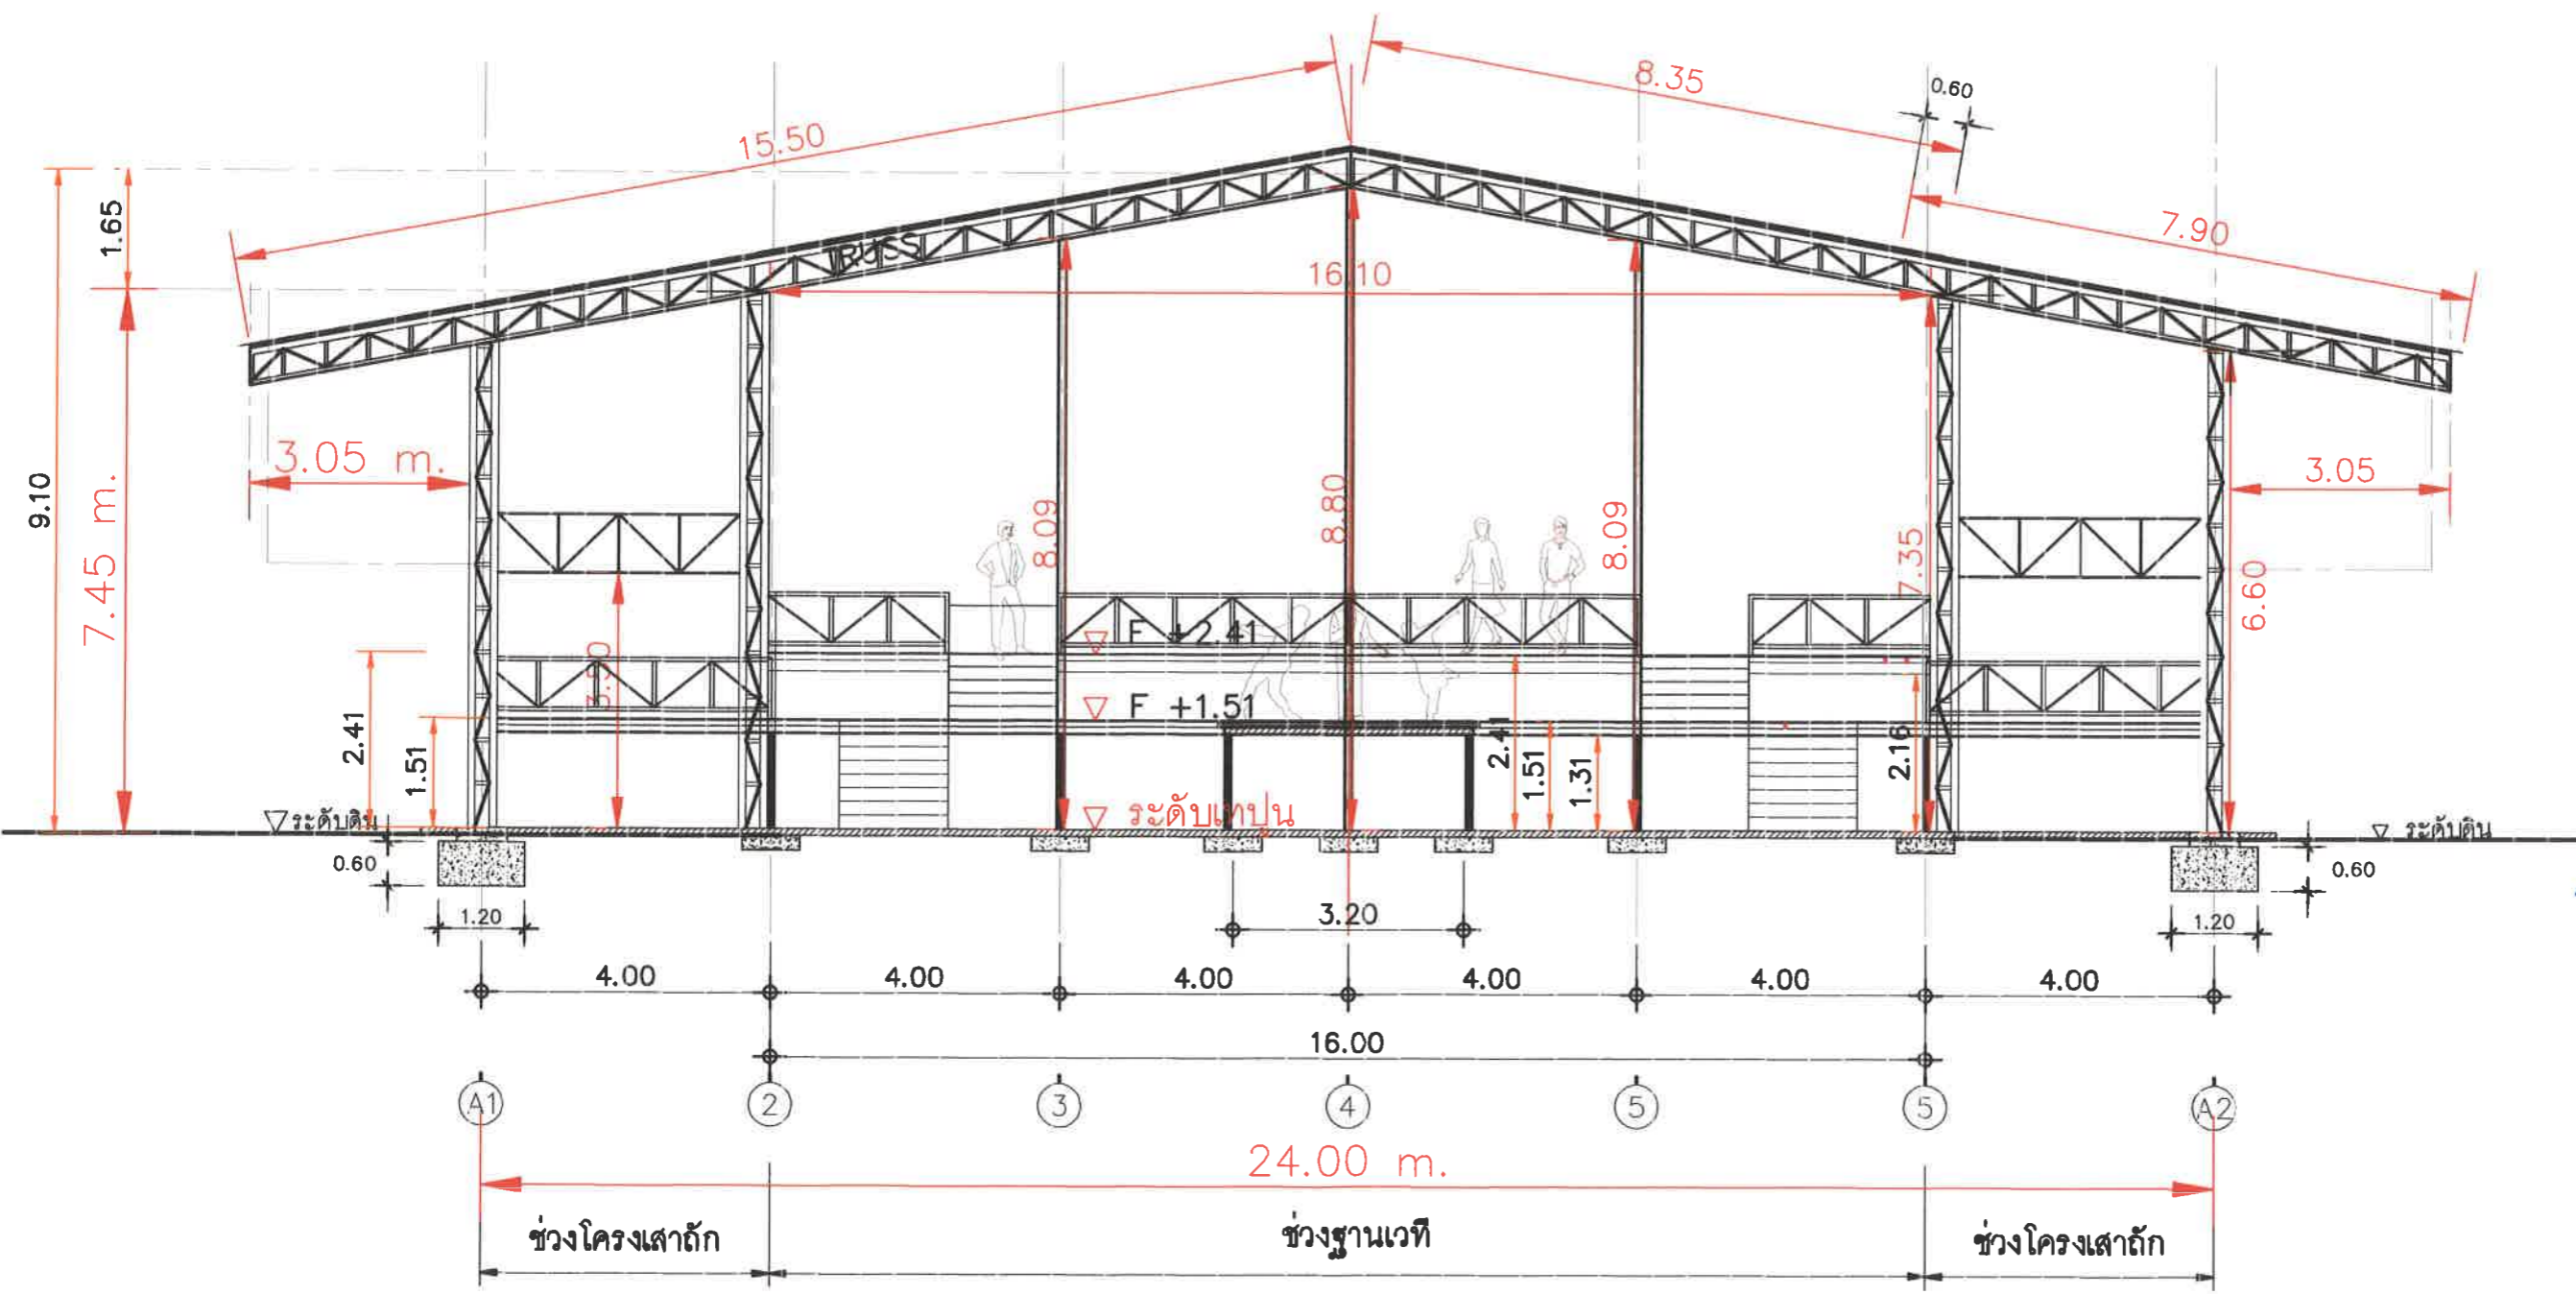 8.35
0.60
15.50
7.90
1.65
TRUSS
16.10
3.05 m.
3.05
9.10
7.45 m.
8.09
8.80
8.09
7.35
6.60
F +2.41
3.50
F +1.51
2.41
1.51
2.41
1.51
1.31
2.16
ระดับดิน
ระดับเทปูน
ระดับดิน
0.60
0.60
1.20
3.20
1.20
4.00
4.00
4.00
4.00
4.00
4.00
16.00
A1
2
3
4
5
5
A2
24.00 m.
ช่วงโครงเสาถัก
ช่วงฐานเวที
ช่วงโครงเสาถัก